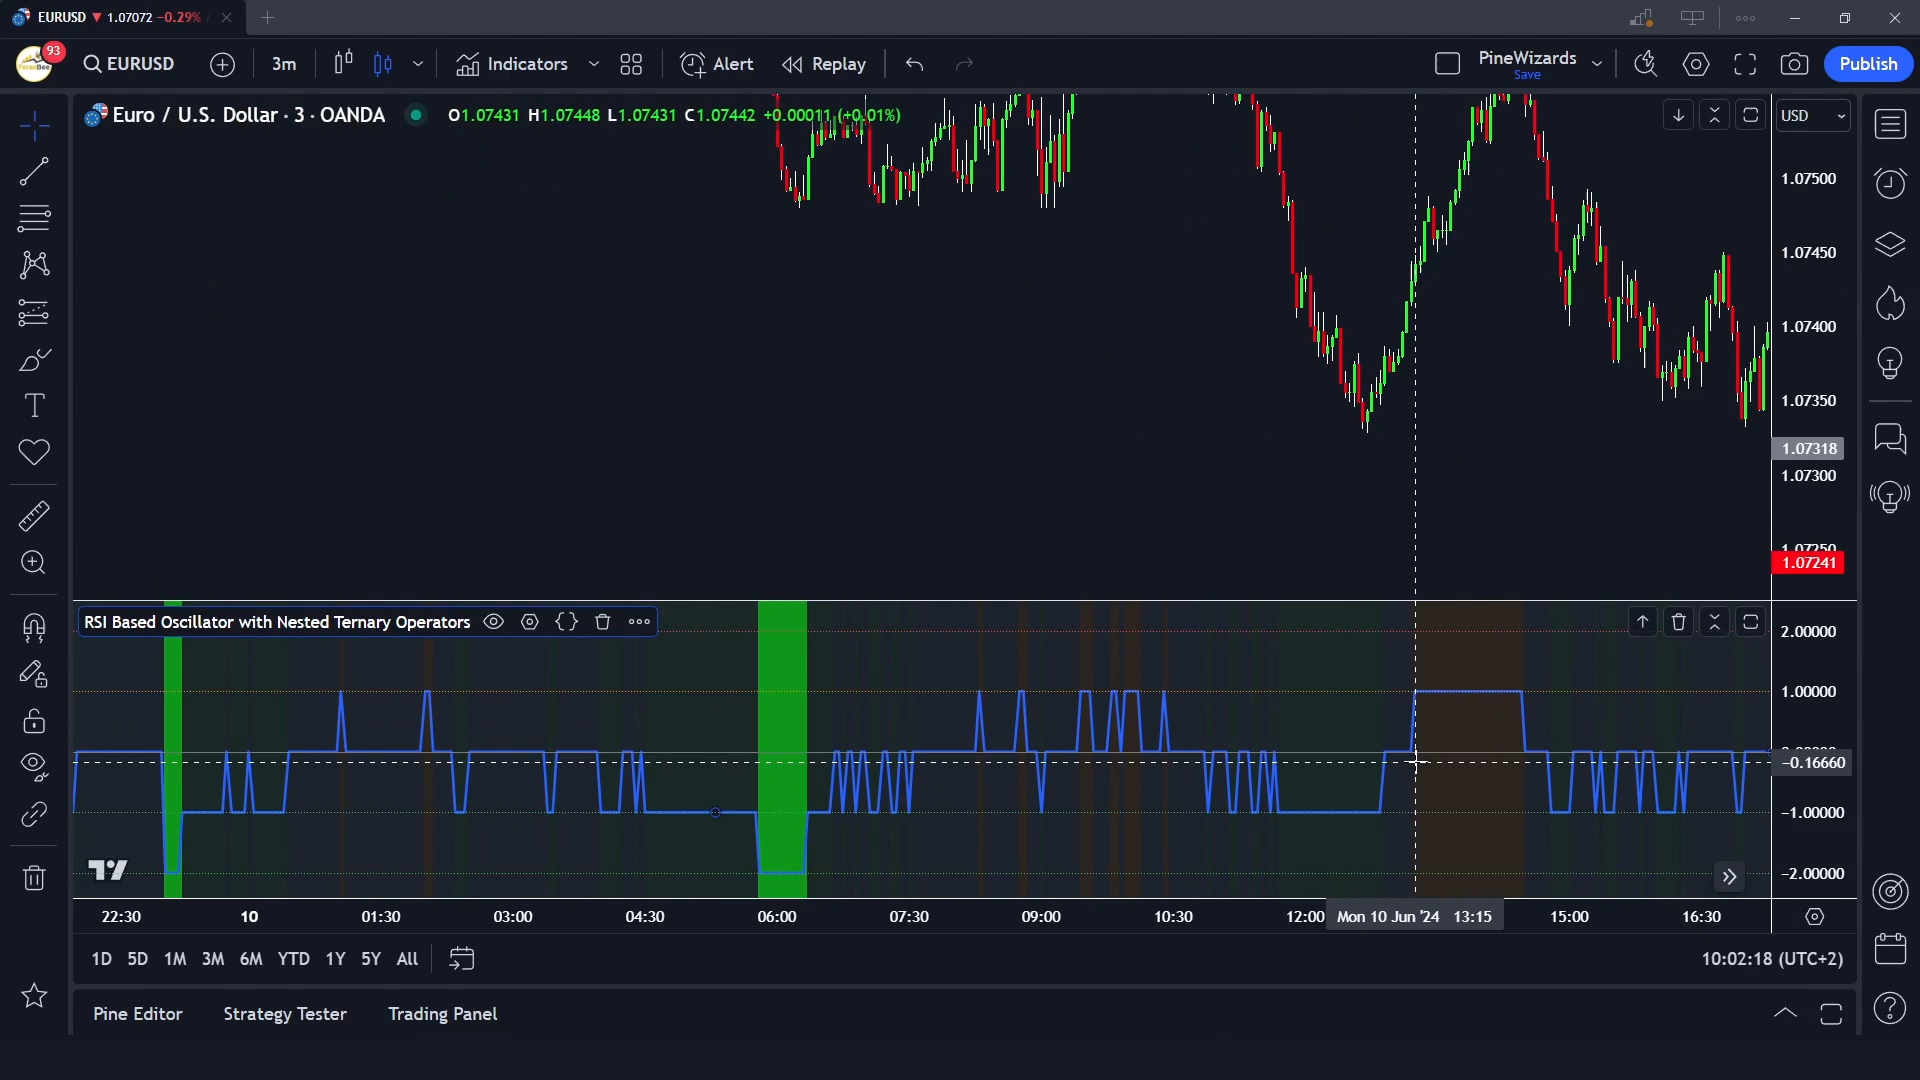 EURUSD ▼ 1.07072 −0.29%
93
EURUSD
3m
Indicators
Alert
Replay
PineWizards
Save
Publish
Euro / U.S. Dollar · 3 · OANDA
O1.07431 H1.07448 L1.07431 C1.07442 +0.00011 (+0.01%)
USD
1.07500
1.07450
1.07400
1.07350
1.07318
1.07300
1.07250
1.07241
RSI Based Oscillator with Nested Ternary Operators
2.00000
1.00000
−0.16660
−1.00000
−2.00000
22:30 10 01:30 03:00 04:30 06:00 07:30 09:00 10:30 12:00 Mon 10 Jun '24 13:15 15:00 16:30
1D 5D 1M 3M 6M YTD 1Y 5Y All
10:02:18 (UTC+2)
Pine Editor
Strategy Tester
Trading Panel